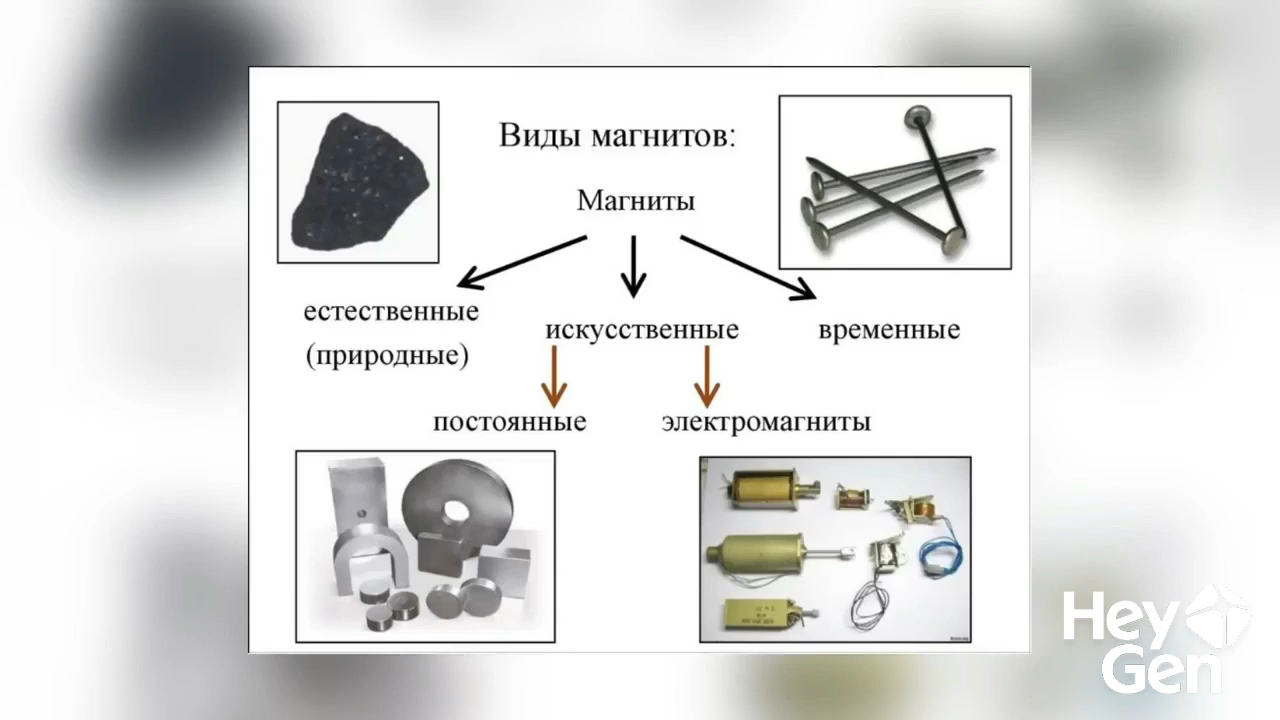 Виды магнитов:
Магниты
естественные
(природные)
искусственные
временные
постоянные
электромагниты
Hey
Gen